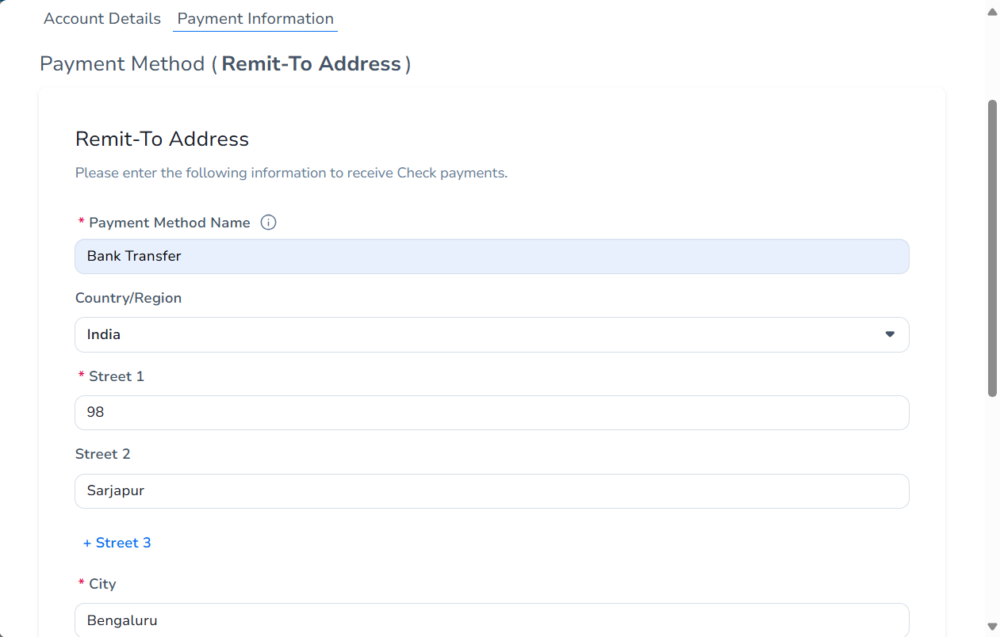 Account Details Payment Information
Payment Method ( Remit-To Address )
Remit-To Address
Please enter the following information to receive Check payments.
* Payment Method Name
Bank Transfer
Country/Region
India
* Street 1
98
Street 2
Sarjapur
+ Street 3
* City
Bengaluru